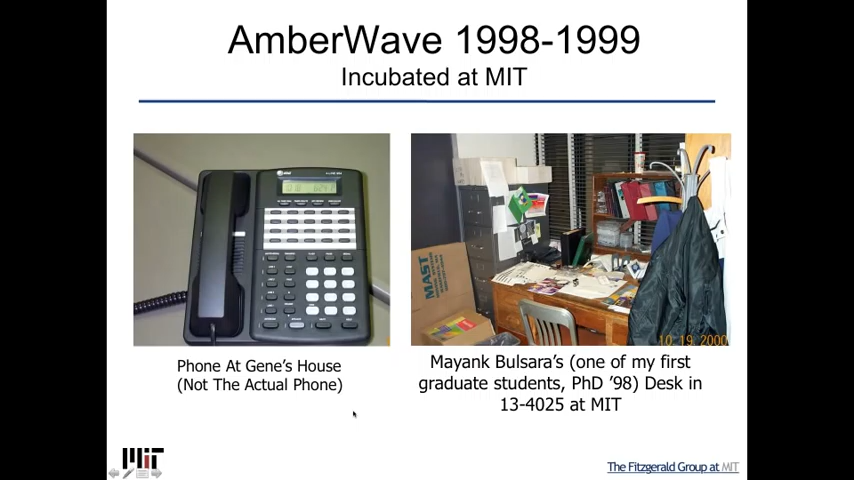 AmberWave 1998-1999
Incubated at MIT
AT&T
MAST
10.19.2000
Phone At Gene's House
(Not The Actual Phone)
Mayank Bulsara's (one of my first
graduate students, PhD '98) Desk in
13-4025 at MIT
MIT
The Fitzgerald Group at MIT